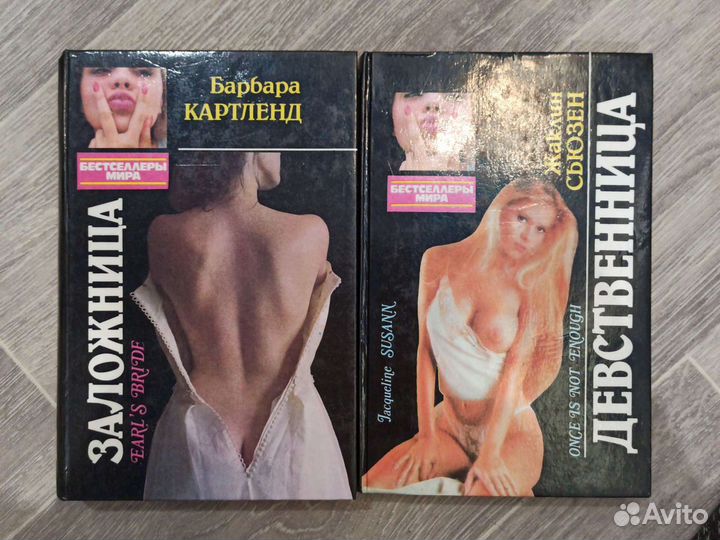 Барбара
КАРТЛЕНД
БЕСТСЕЛЛЕРЫ
МИРА
ЗАЛОЖНИЦА
EARL'S BRIDE
Жаклин
СЬЮЗЕН
БЕСТСЕЛЛЕРЫ
МИРА
ДЕВСТВЕННИЦА
Jacqueline SUSANN
ONCE IS NOT ENOUGH
Avito